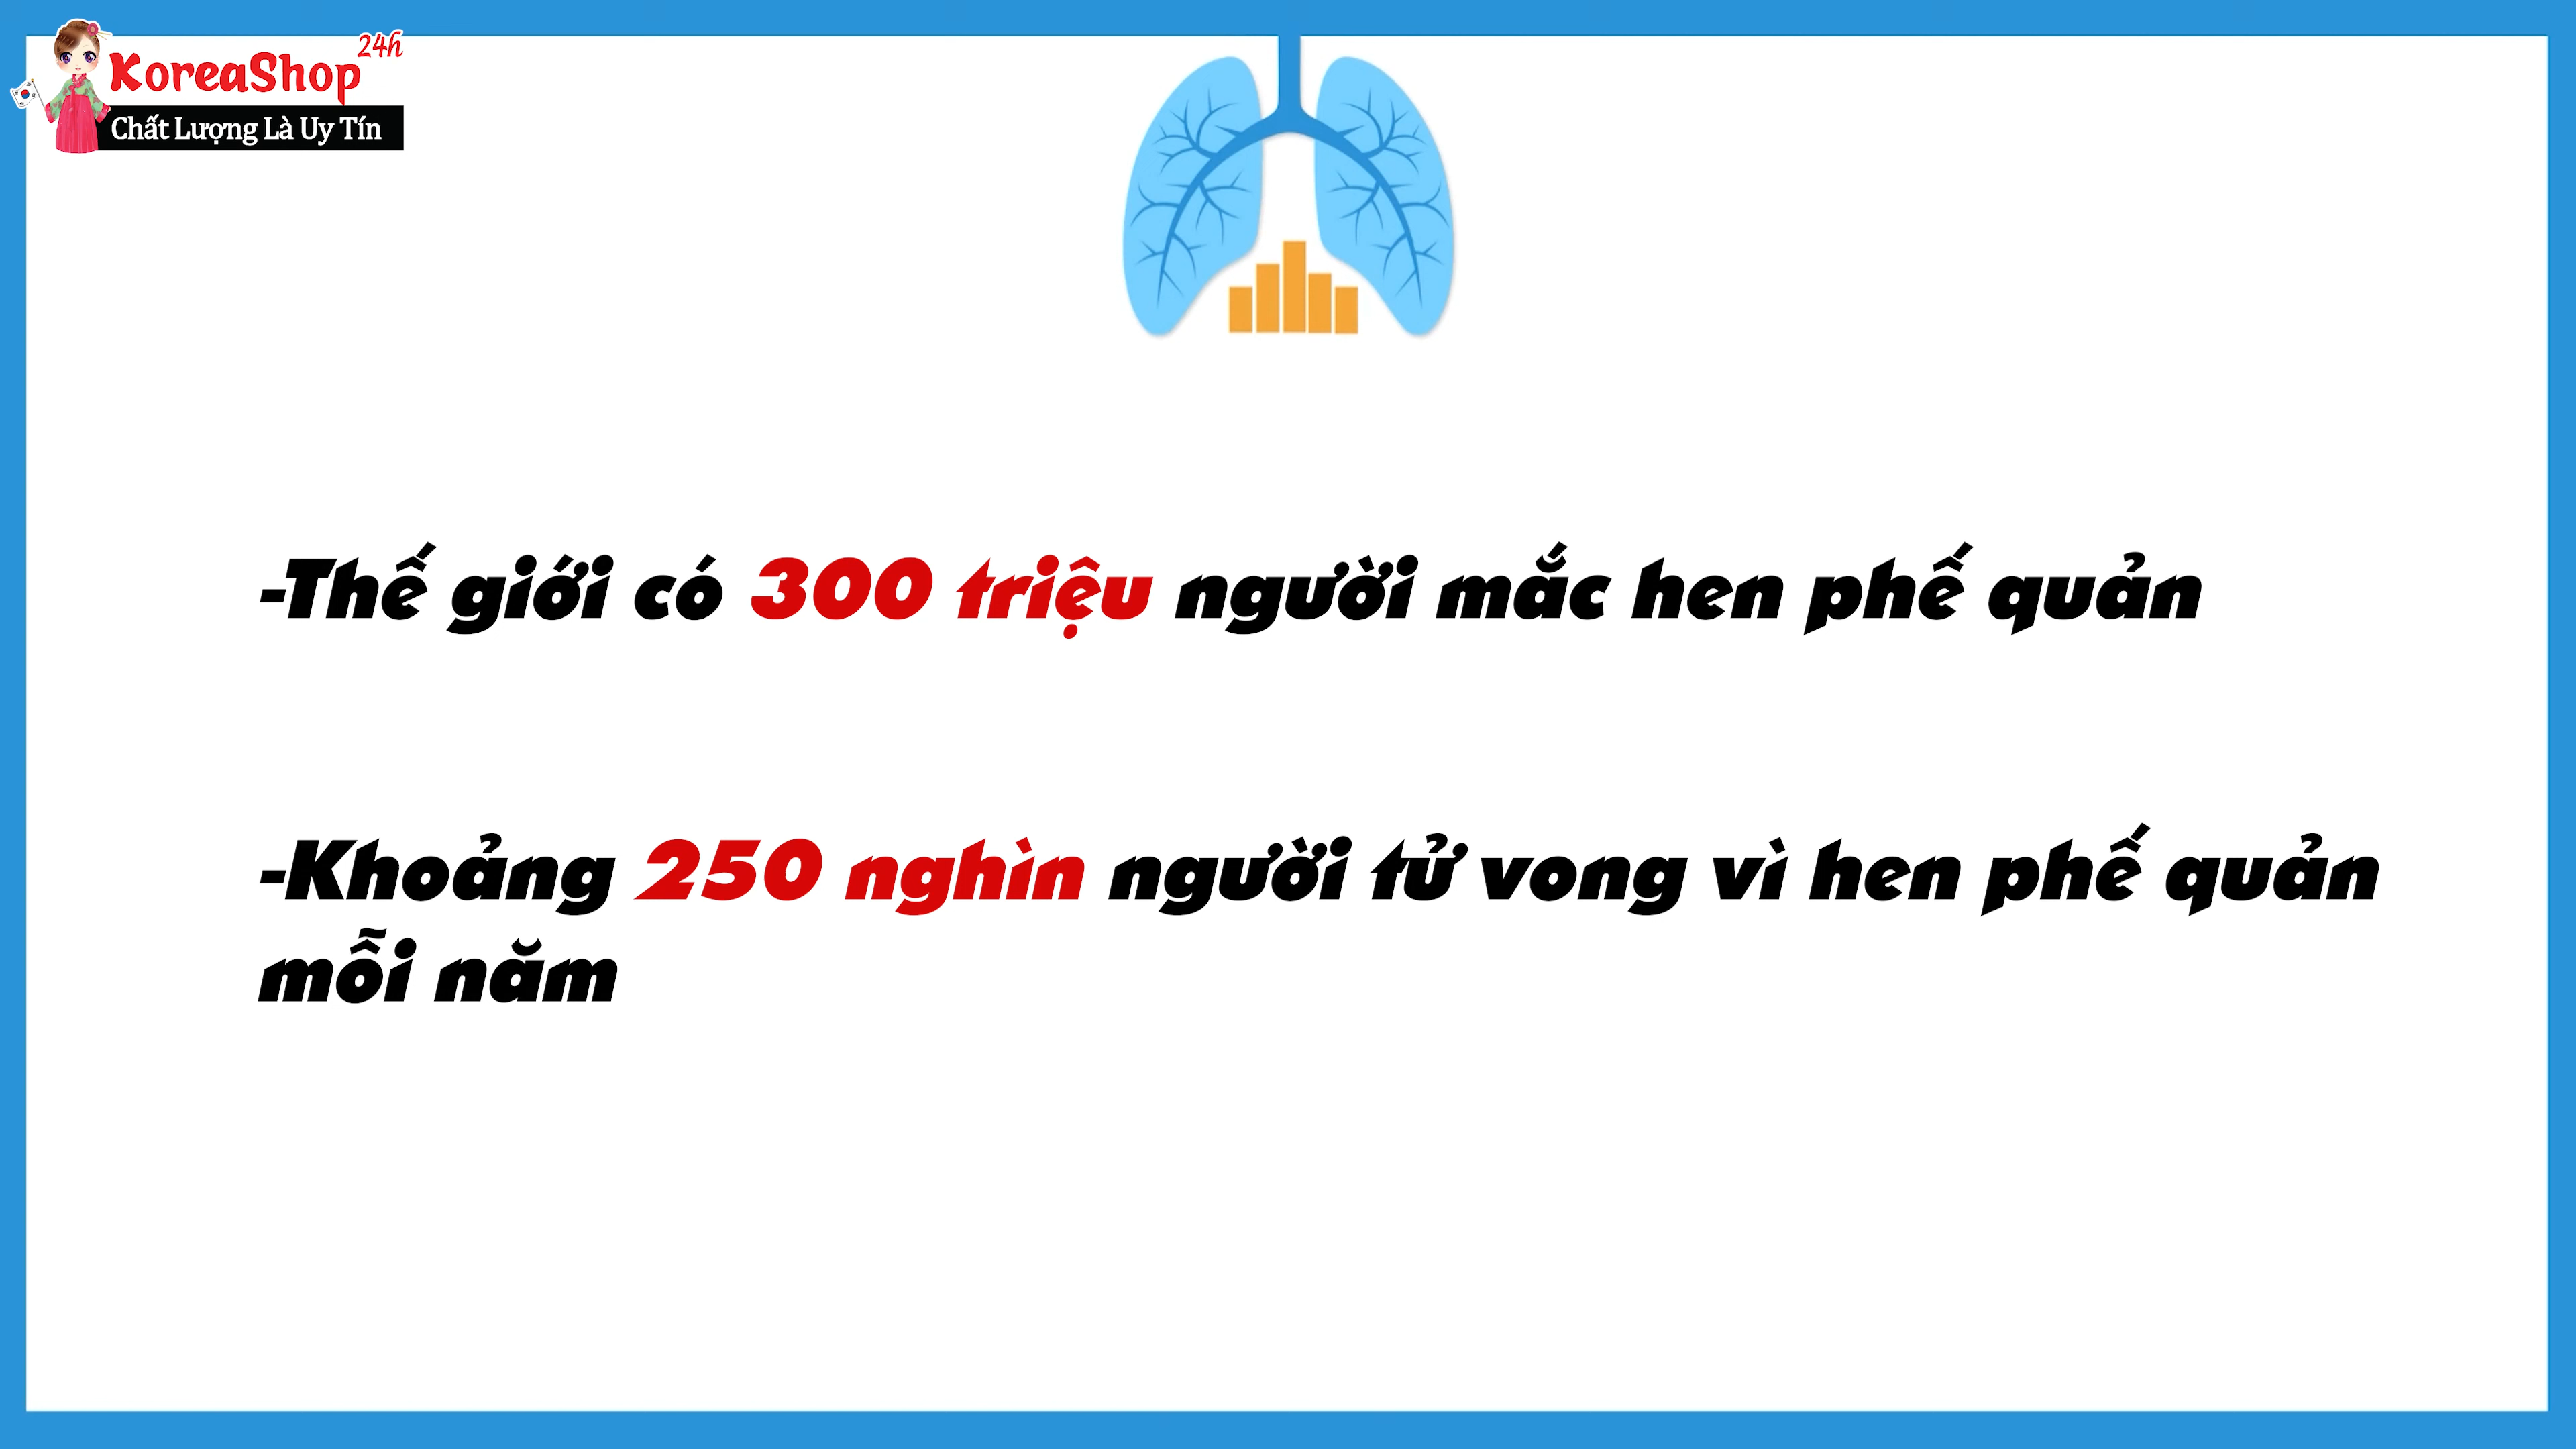 KoreaShop 24h
Chất Lượng Là Uy Tín
-Thế giới có 300 triệu người mắc hen phế quản
-Khoảng 250 nghìn người tử vong vì hen phế quản
mỗi năm